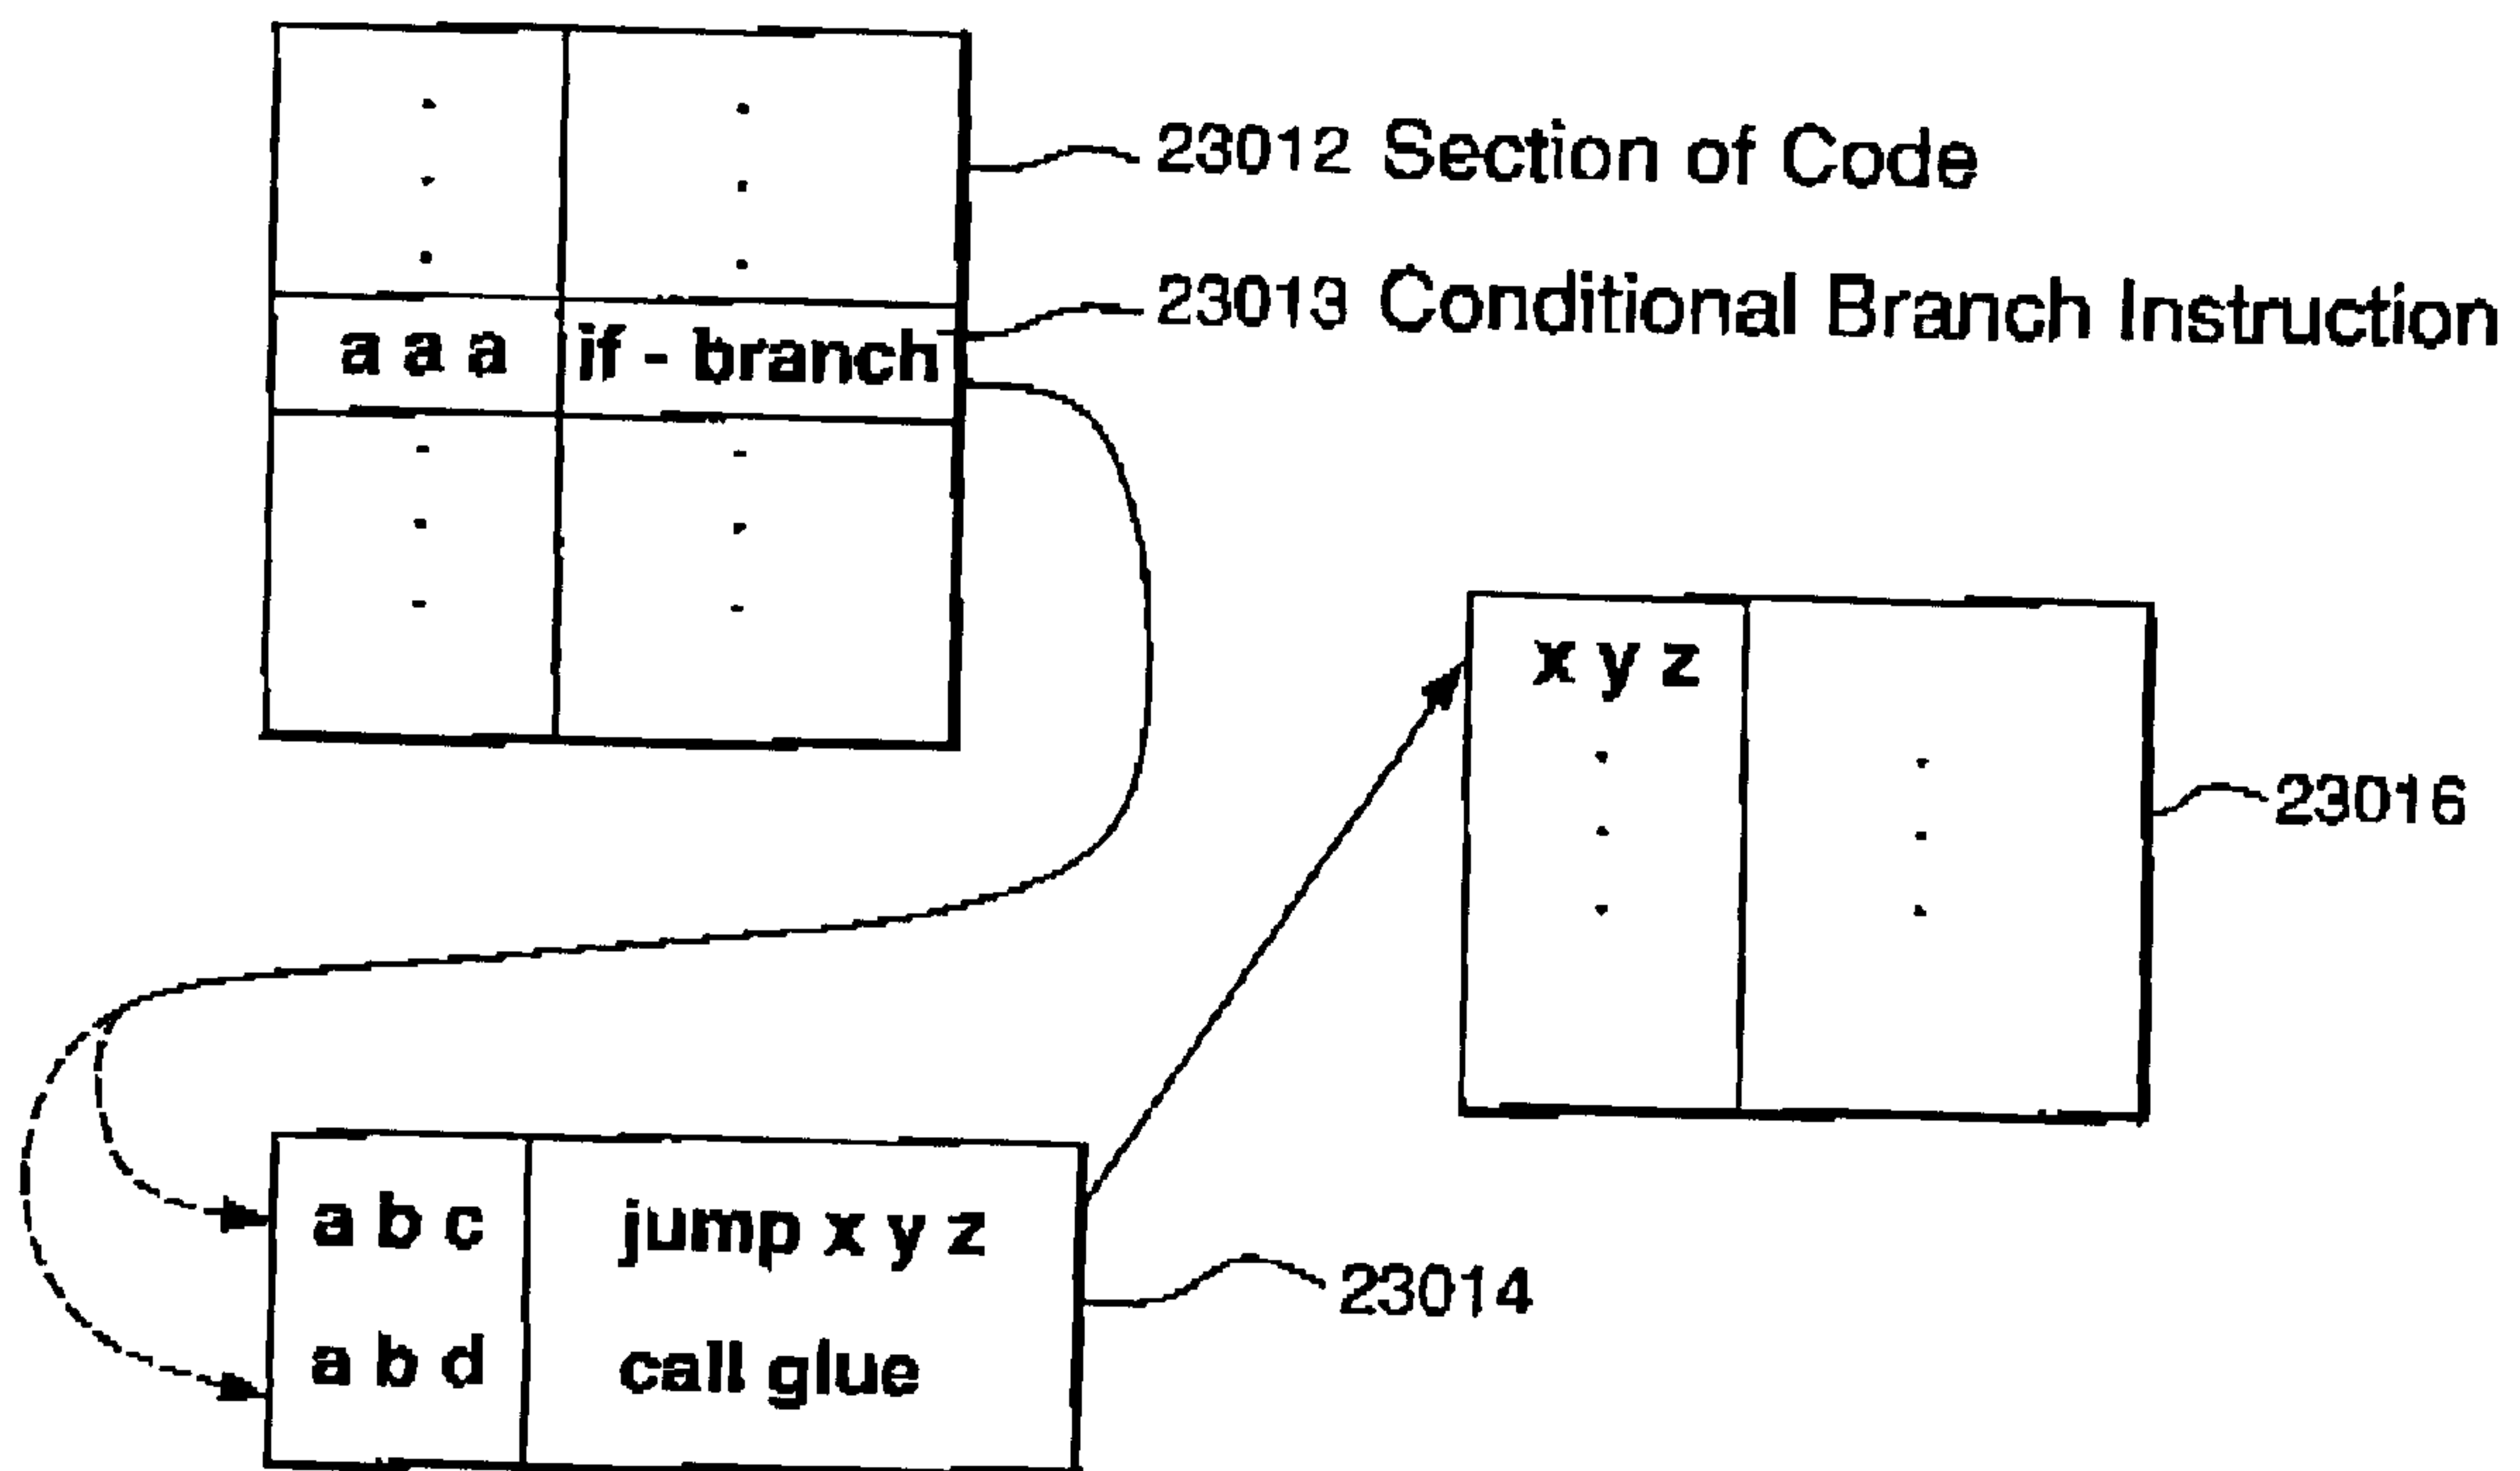 23012 Section of Code
23013 Conditional Branch Instruction
a a a if - branch
x y z
23016
a b c jump x y z
23014
a b d call glue